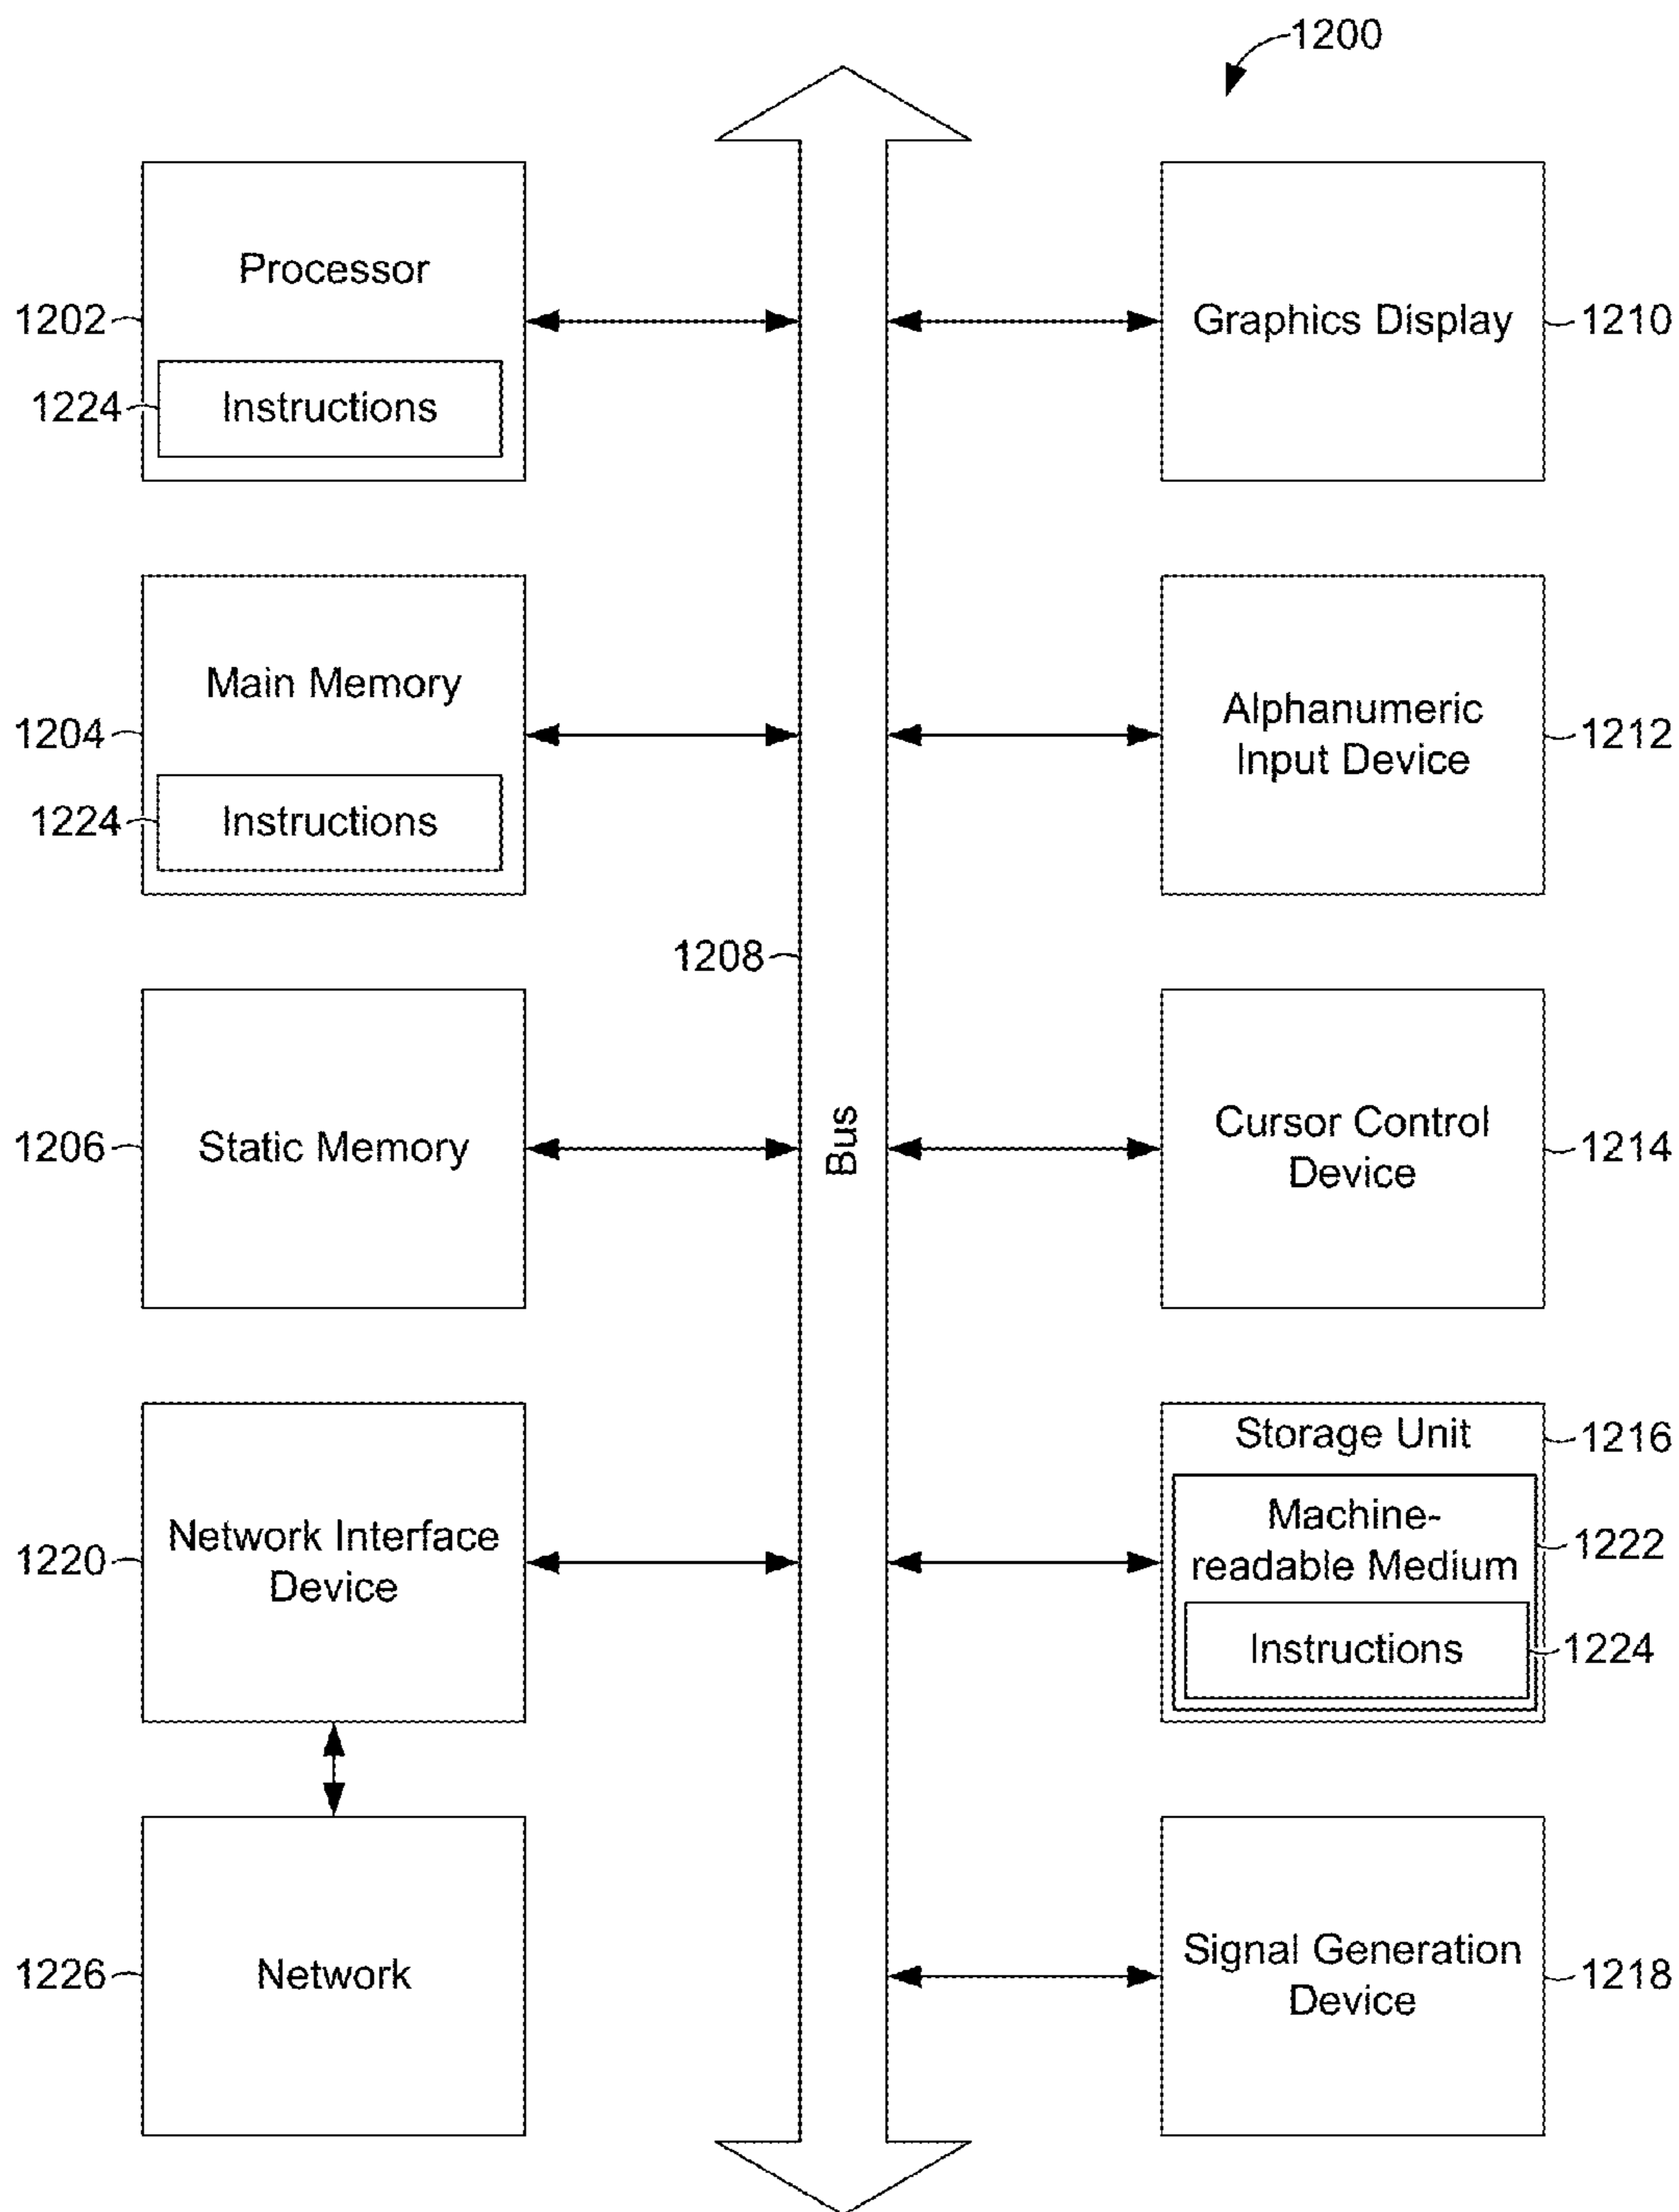 1200
Processor
1202
1224
Instructions
Graphics Display
1210
Main Memory
1204
1224
Instructions
Alphanumeric
Input Device
1212
1208
Bus
1206
Static Memory
Cursor Control
Device
1214
1220
Network Interface
Device
Storage Unit
1216
Machine-
readable Medium
1222
Instructions
1224
1226
Network
Signal Generation
Device
1218